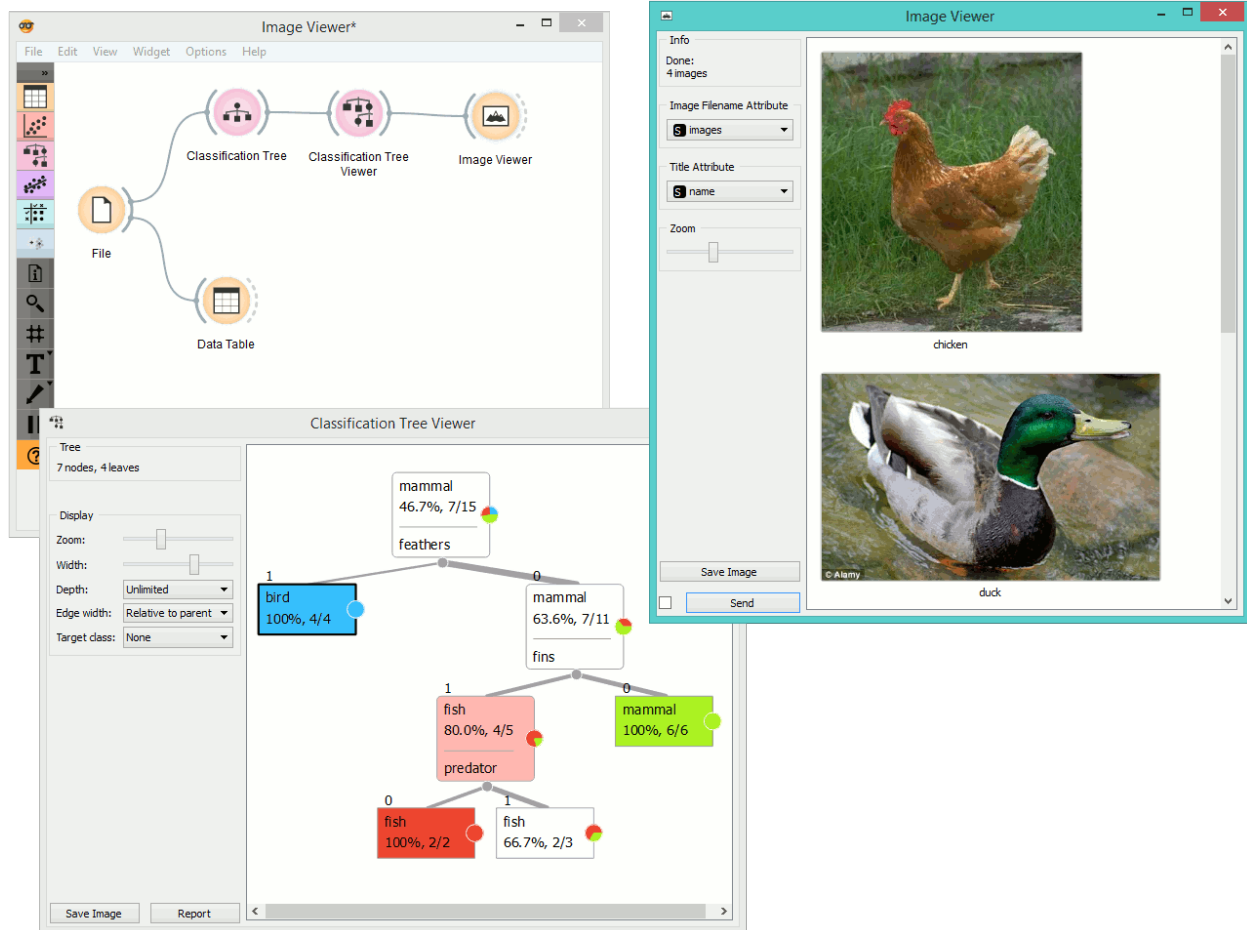 Image Viewer*
File Edit View Widget Options Help
»
Classification Tree
Classification Tree
Viewer
Image Viewer
File
Data Table
T
?
Classification Tree Viewer
Tree
7 nodes, 4 leaves
Display
Zoom:
Width:
Depth: Unlimited
Edge width: Relative to parent
Target class: None
Save Image
Report
mammal
46.7%, 7/15
feathers
1
bird
100%, 4/4
0
mammal
63.6%, 7/11
fins
1
fish
80.0%, 4/5
predator
0
mammal
100%, 6/6
0
fish
100%, 2/2
1
fish
66.7%, 2/3
Image Viewer
Info
Done:
4 images
Image Filename Attribute
S images
Title Attribute
S name
Zoom
Save Image
Send
chicken
© Alamy
duck